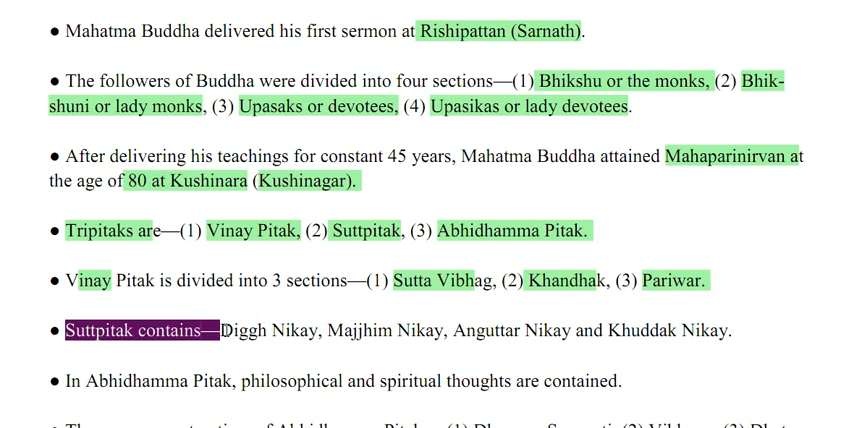 ● Mahatma Buddha delivered his first sermon at Rishipattan (Sarnath).
● The followers of Buddha were divided into four sections—(1) Bhikshu or the monks, (2) Bhik-
shuni or lady monks, (3) Upasaks or devotees, (4) Upasikas or lady devotees.
● After delivering his teachings for constant 45 years, Mahatma Buddha attained Mahaparinirvan at
the age of 80 at Kushinara (Kushinagar).
● Tripitaks are—(1) Vinay Pitak, (2) Suttpitak, (3) Abhidhamma Pitak.
● Vinay Pitak is divided into 3 sections—(1) Sutta Vibhag, (2) Khandhak, (3) Pariwar.
● Suttpitak contains—Diggh Nikay, Majjhim Nikay, Anguttar Nikay and Khuddak Nikay.
● In Abhidhamma Pitak, philosophical and spiritual thoughts are contained.